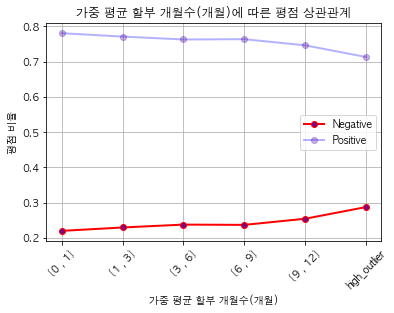 가중 평균 할부 개월수(개월)에 따른 평점 상관관계
평점 비율
0.8
0.7
0.6
0.5
0.4
0.3
0.2
Negative
Positive
(0 , 1)
(1 , 3)
(3 , 6)
(6 , 9)
(9 , 12)
hgh_outlier
가중 평균 할부 개월수(개월)